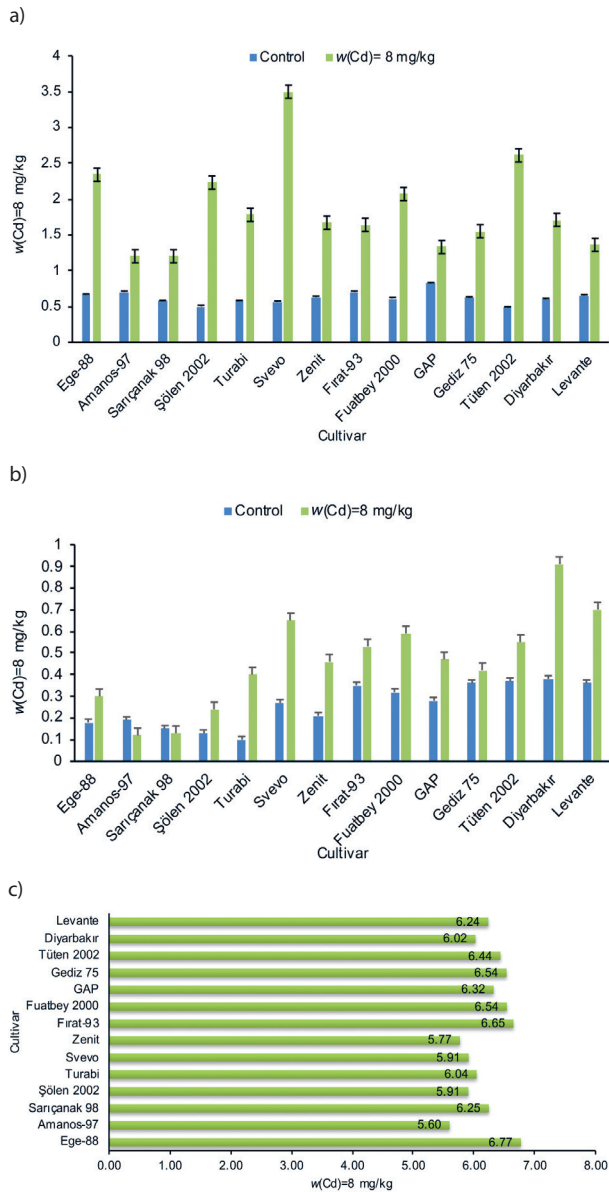 a)
Control w(Cd)= 8 mg/kg
4
3.5
3
2.5
2
1.5
1
0.5
0
w(Cd)=8 mg/kg
Ege-88
Amanos-97
Sarıçanak 98
Şölen 2002
Turabi
Svevo
Zenit
Fırat-93
Fuatbey 2000
GAP
Gediz 75
Tüten 2002
Diyarbakır
Levante
Cultivar
b)
Control w(Cd)=8 mg/kg
1
0.9
0.8
0.7
0.6
0.5
0.4
0.3
0.2
0.1
0
w(Cd)=8 mg/kg
Ege-88
Amanos-97
Sarıçanak 98
Şölen 2002
Turabi
Svevo
Zenit
Fırat-93
Fuatbey 2000
GAP
Gediz 75
Tüten 2002
Diyarbakır
Levante
Cultivar
c)
Cultivar
Levante 6.24
Diyarbakır 6.02
Tüten 2002 6.44
Gediz 75 6.54
GAP 6.32
Fuatbey 2000 6.54
Fırat-93 6.65
Zenit 5.77
Svevo 5.91
Turabi 6.04
Şölen 2002 5.91
Sarıçanak 98 6.25
Amanos-97 5.60
Ege-88 6.77
0.00 1.00 2.00 3.00 4.00 5.00 6.00 7.00 8.00
w(Cd)=8 mg/kg